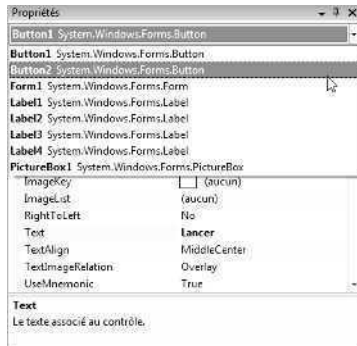 Propriétés
Button1 System.Windows.Forms.Button
Button1 System.Windows.Forms.Button
Button2 System.Windows.Forms.Button
Form1 System.Windows.Forms.Form
Label1 System.Windows.Forms.Label
Label2 System.Windows.Forms.Label
Label3 System.Windows.Forms.Label
Label4 System.Windows.Forms.Label
PictureBox1 System.Windows.Forms.PictureBox
ImageKey (aucun)
ImageList (aucun)
RightToLeft No
Text Lancer
TextAlign MiddleCenter
TextImageRelation Overlay
UseMnemonic True
Text
Le texte associé au contrôle.